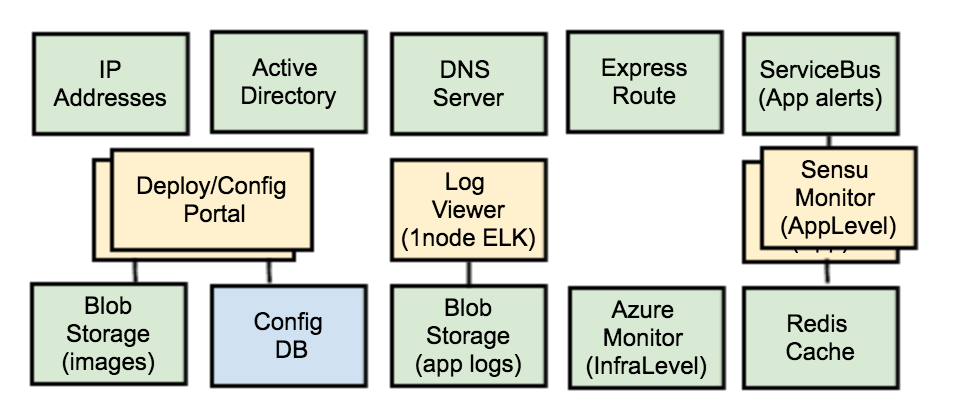 IP
Addresses
Active
Directory
DNS
Server
Express
Route
ServiceBus
(App alerts)
Deploy/Config
Portal
Log
Viewer
(1node ELK)
Sensu
Monitor
(AppLevel)
Blob
Storage
(images)
Config
DB
Blob
Storage
(app logs)
Azure
Monitor
(InfraLevel)
Redis
Cache